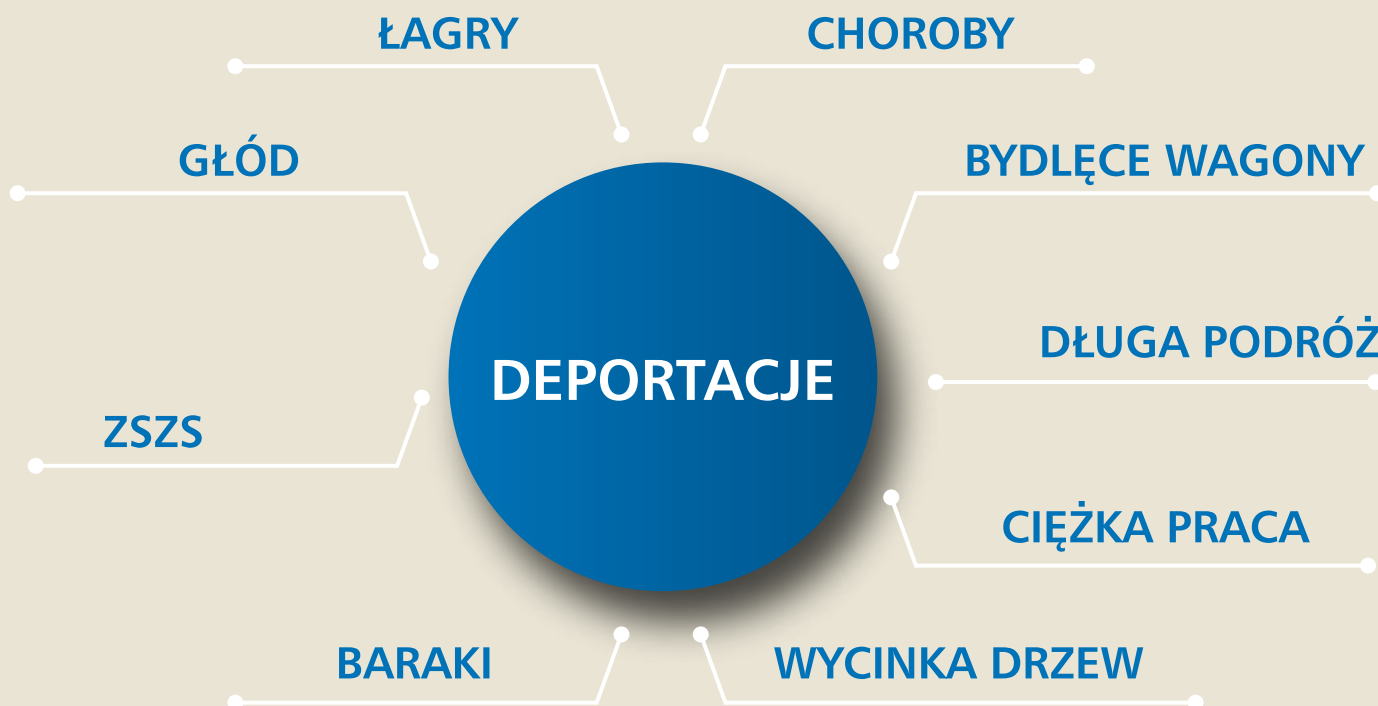 ŁAGRY
CHOROBY
GŁÓD
BYDLĘCE WAGONY
DŁUGA PODRÓŻ
DEPORTACJE
ZSZS
CIĘŻKA PRACA
BARAKI
WYCINKA DRZEW